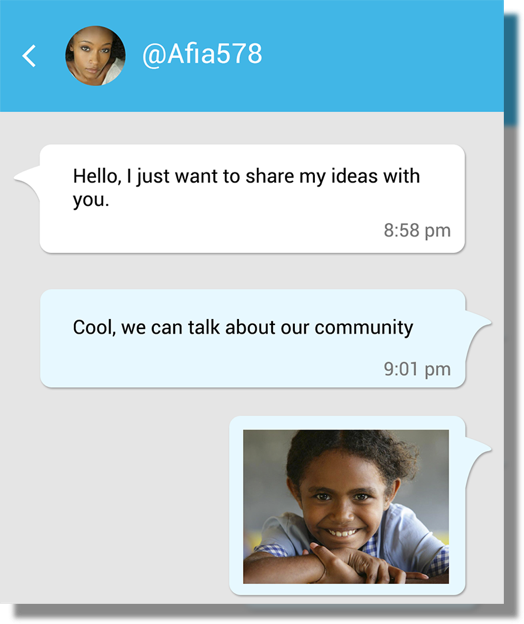 @Afia578
Hello, I just want to share my ideas with
you.
8:58 pm
Cool, we can talk about our community
9:01 pm